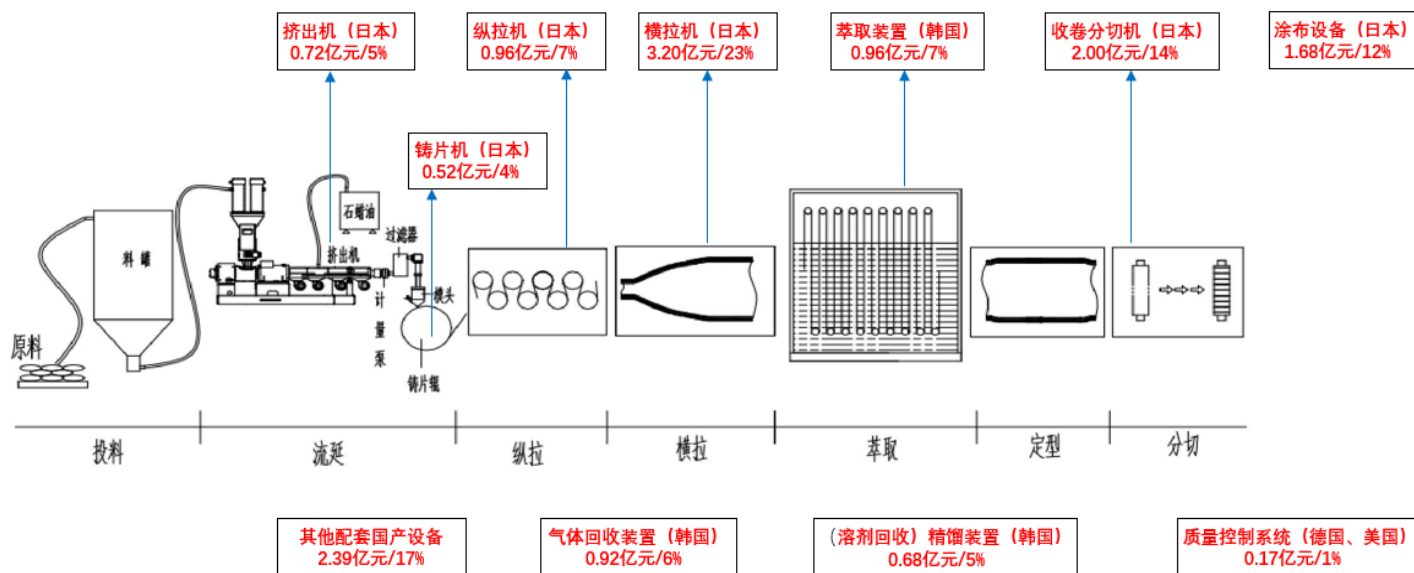 挤出机（日本）
0.72亿元/5%
纵拉机（日本）
0.96亿元/7%
横拉机（日本）
3.20亿元/23%
萃取装置（韩国）
0.96亿元/7%
收卷分切机（日本）
2.00亿元/14%
涂布设备（日本）
1.68亿元/12%
铸片机（日本）
0.52亿元/4%
石蜡油
过滤器
挤出机
料罐
模头
计量泵
原料
铸片辊
投料
流延
纵拉
横拉
萃取
定型
分切
其他配套国产设备
2.39亿元/17%
气体回收装置（韩国）
0.92亿元/6%
（溶剂回收）精馏装置（韩国）
0.68亿元/5%
质量控制系统（德国、美国）
0.17亿元/1%